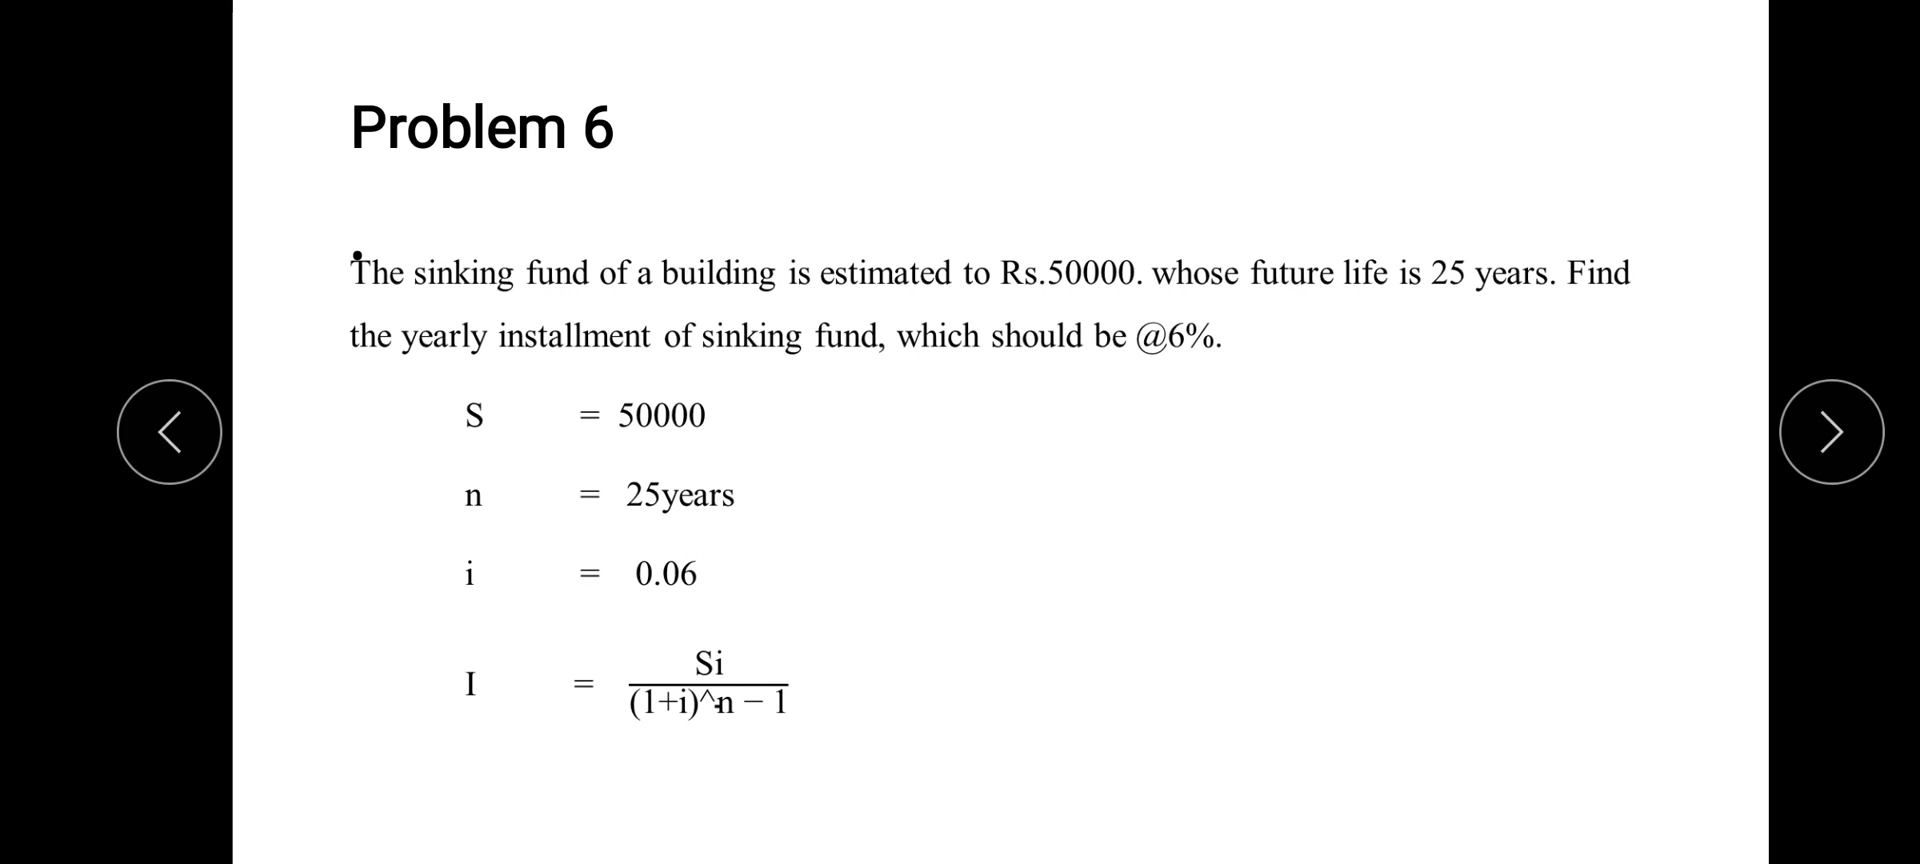 Problem 6
The sinking fund of a building is estimated to Rs.50000. whose future life is 25 years. Find
the yearly installment of sinking fund, which should be @6%.
S = 50000
n = 25years
i = 0.06
I = Si
(1+i)^n − 1